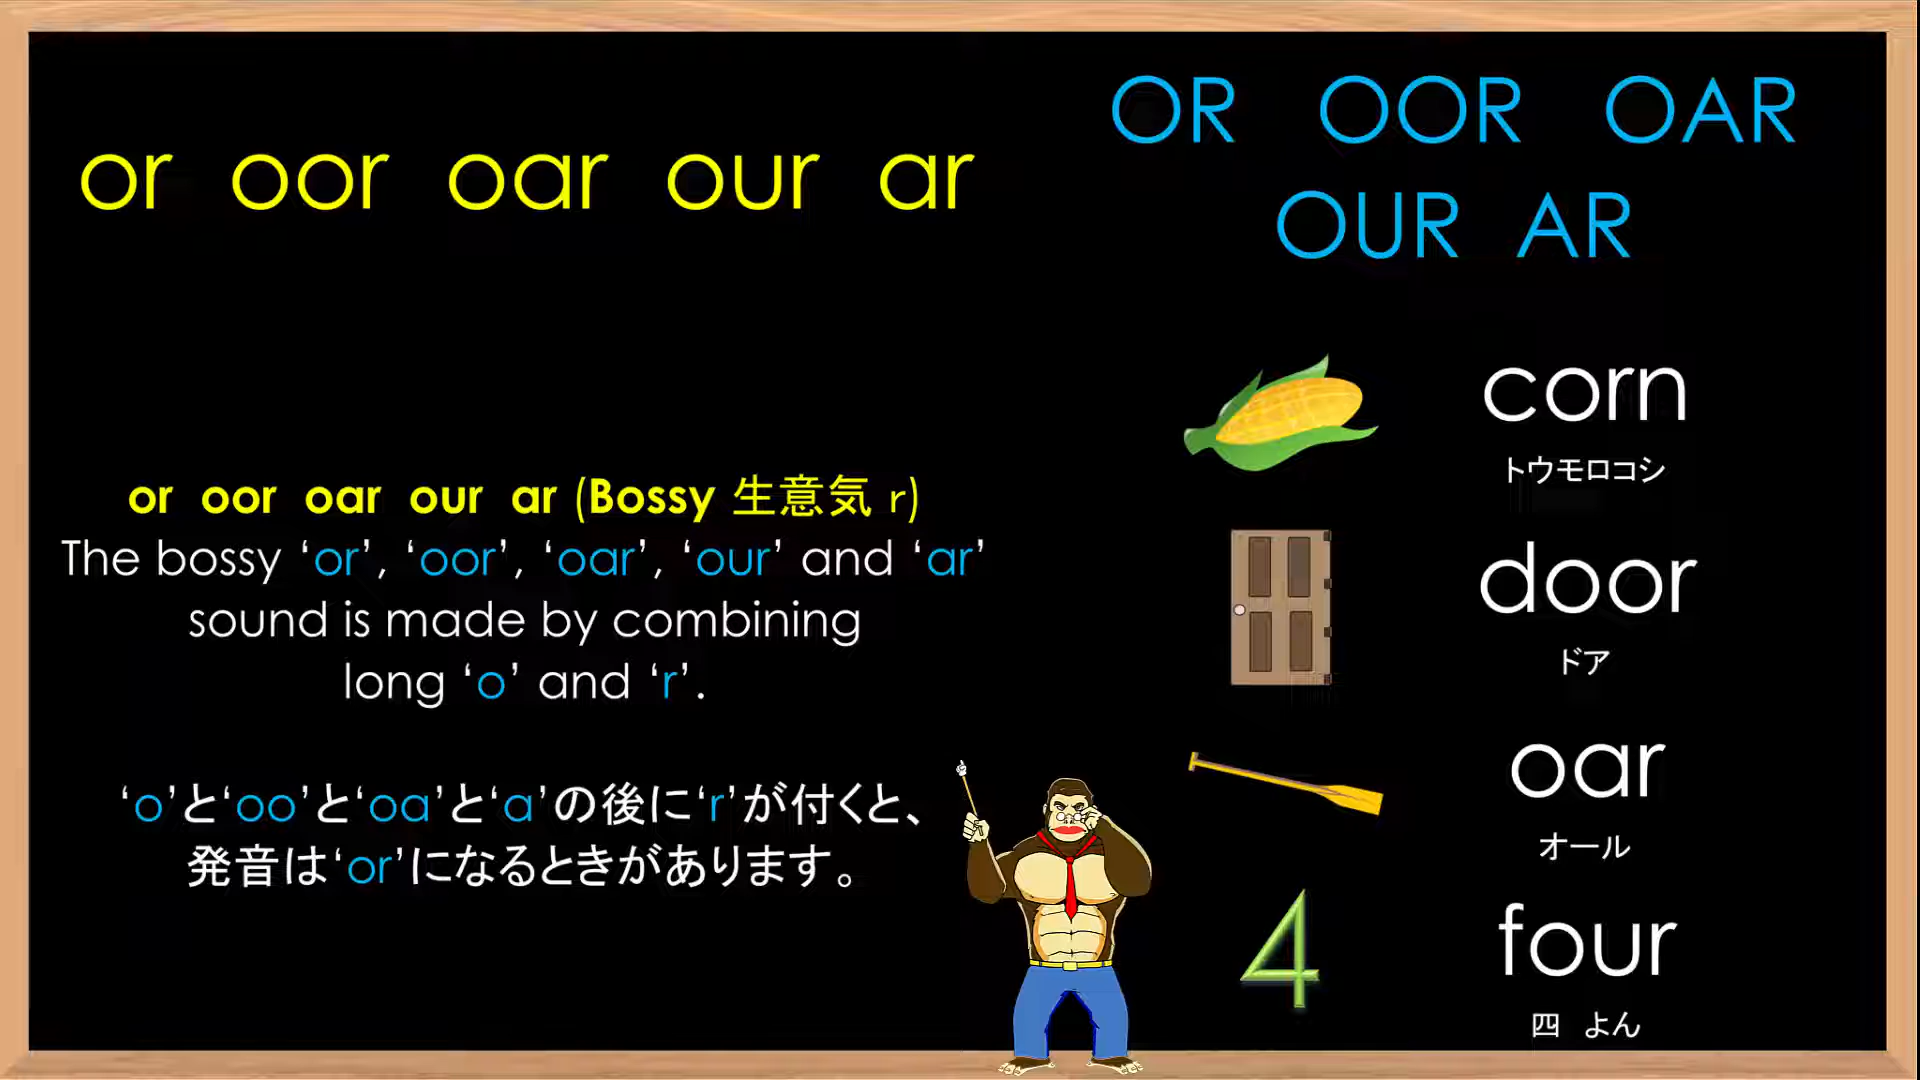 or oor oar our ar
or oor oar our ar (Bossy 生意気 r)
The bossy ‘or’, ‘oor’, ‘oar’, ‘our’ and ‘ar’
sound is made by combining
long ‘o’ and ‘r’.
‘o’と‘oo’と‘oa’と‘a’の後に‘r’が付くと、
発音は‘or’になるときがあります。
OR OOR OAR
OUR AR
corn
トウモロコシ
door
ドア
oar
オール
4
four
四 よん